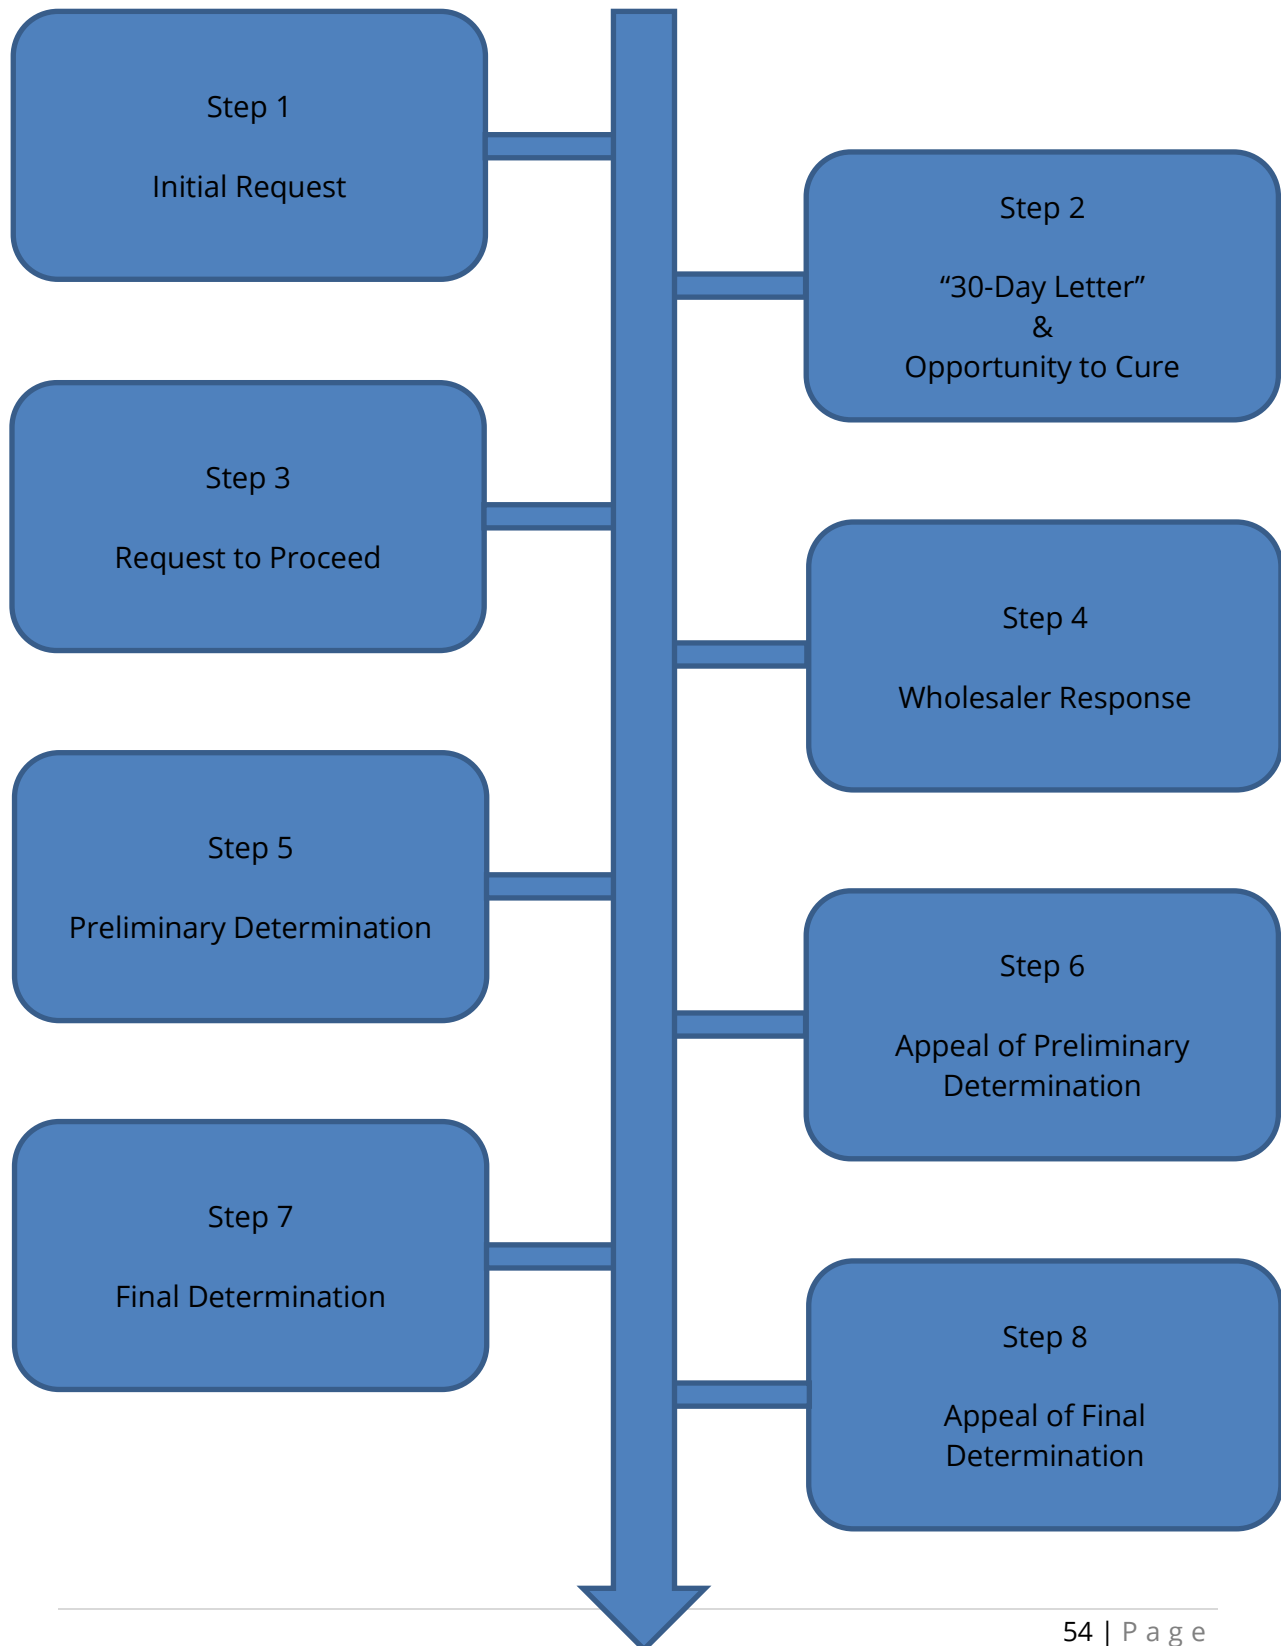 Step 1
Initial Request
Step 2
“30-Day Letter”
&
Opportunity to Cure
Step 3
Request to Proceed
Step 4
Wholesaler Response
Step 5
Preliminary Determination
Step 6
Appeal of Preliminary
Determination
Step 7
Final Determination
Step 8
Appeal of Final
Determination
54 | Page